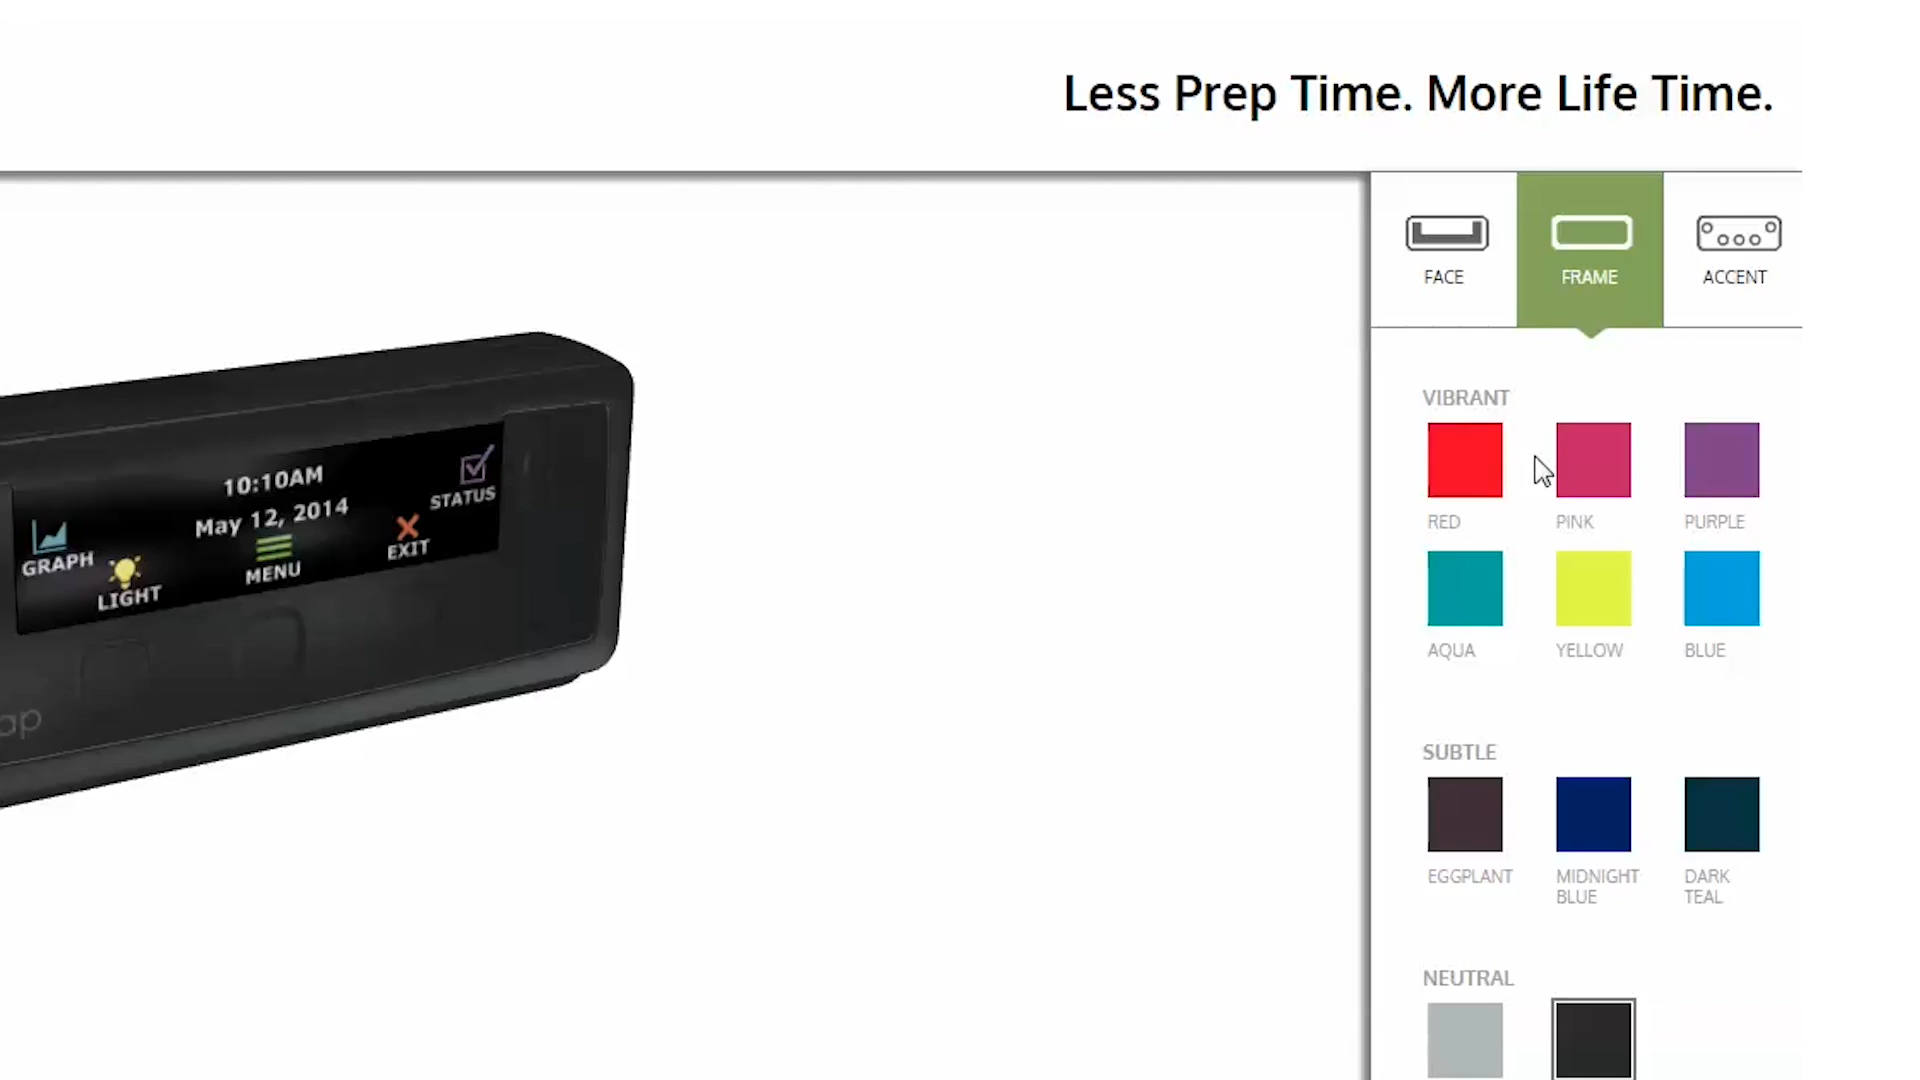 Less Prep Time. More Life Time.
FACE
FRAME
ACCENT
10:10AM
May 12, 2014
STATUS
GRAPH
LIGHT
MENU
EXIT
ap
VIBRANT
RED
PINK
PURPLE
AQUA
YELLOW
BLUE
SUBTLE
EGGPLANT
MIDNIGHT
BLUE
DARK
TEAL
NEUTRAL